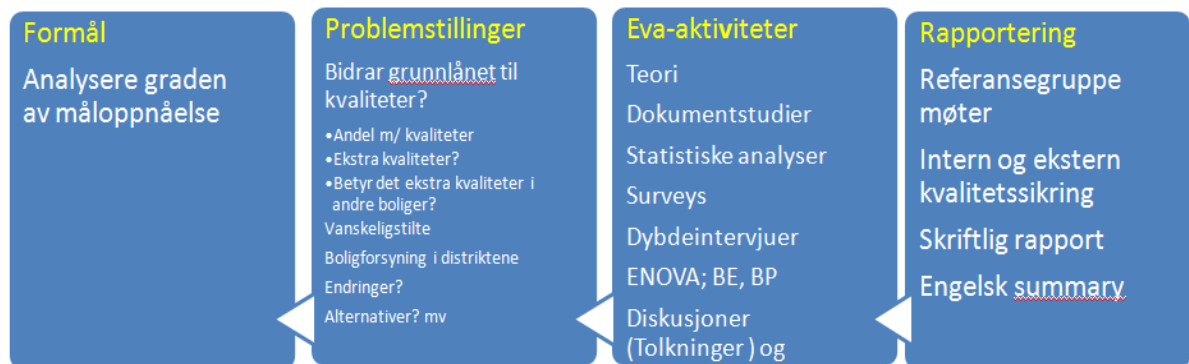 Formål
Analysere graden
av måloppnåelse
Problemstillinger
Bidrar grunnlånet til
kvaliteter?
•Andel m/ kvaliteter
•Ekstra kvaliteter?
•Betyr det ekstra kvaliteter i
andre boliger?
Vanskeligstilte
Boligforsyning i distriktene
Endringer?
Alternativer? mv
Eva-aktiviteter
Teori
Dokumentstudier
Statistiske analyser
Surveys
Dybdeintervjuer
ENOVA; BE, BP
Diskusjoner
(Tolkninger ) og
Rapportering
Referansegruppe
møter
Intern og ekstern
kvalitetssikring
Skriftlig rapport
Engelsk summary